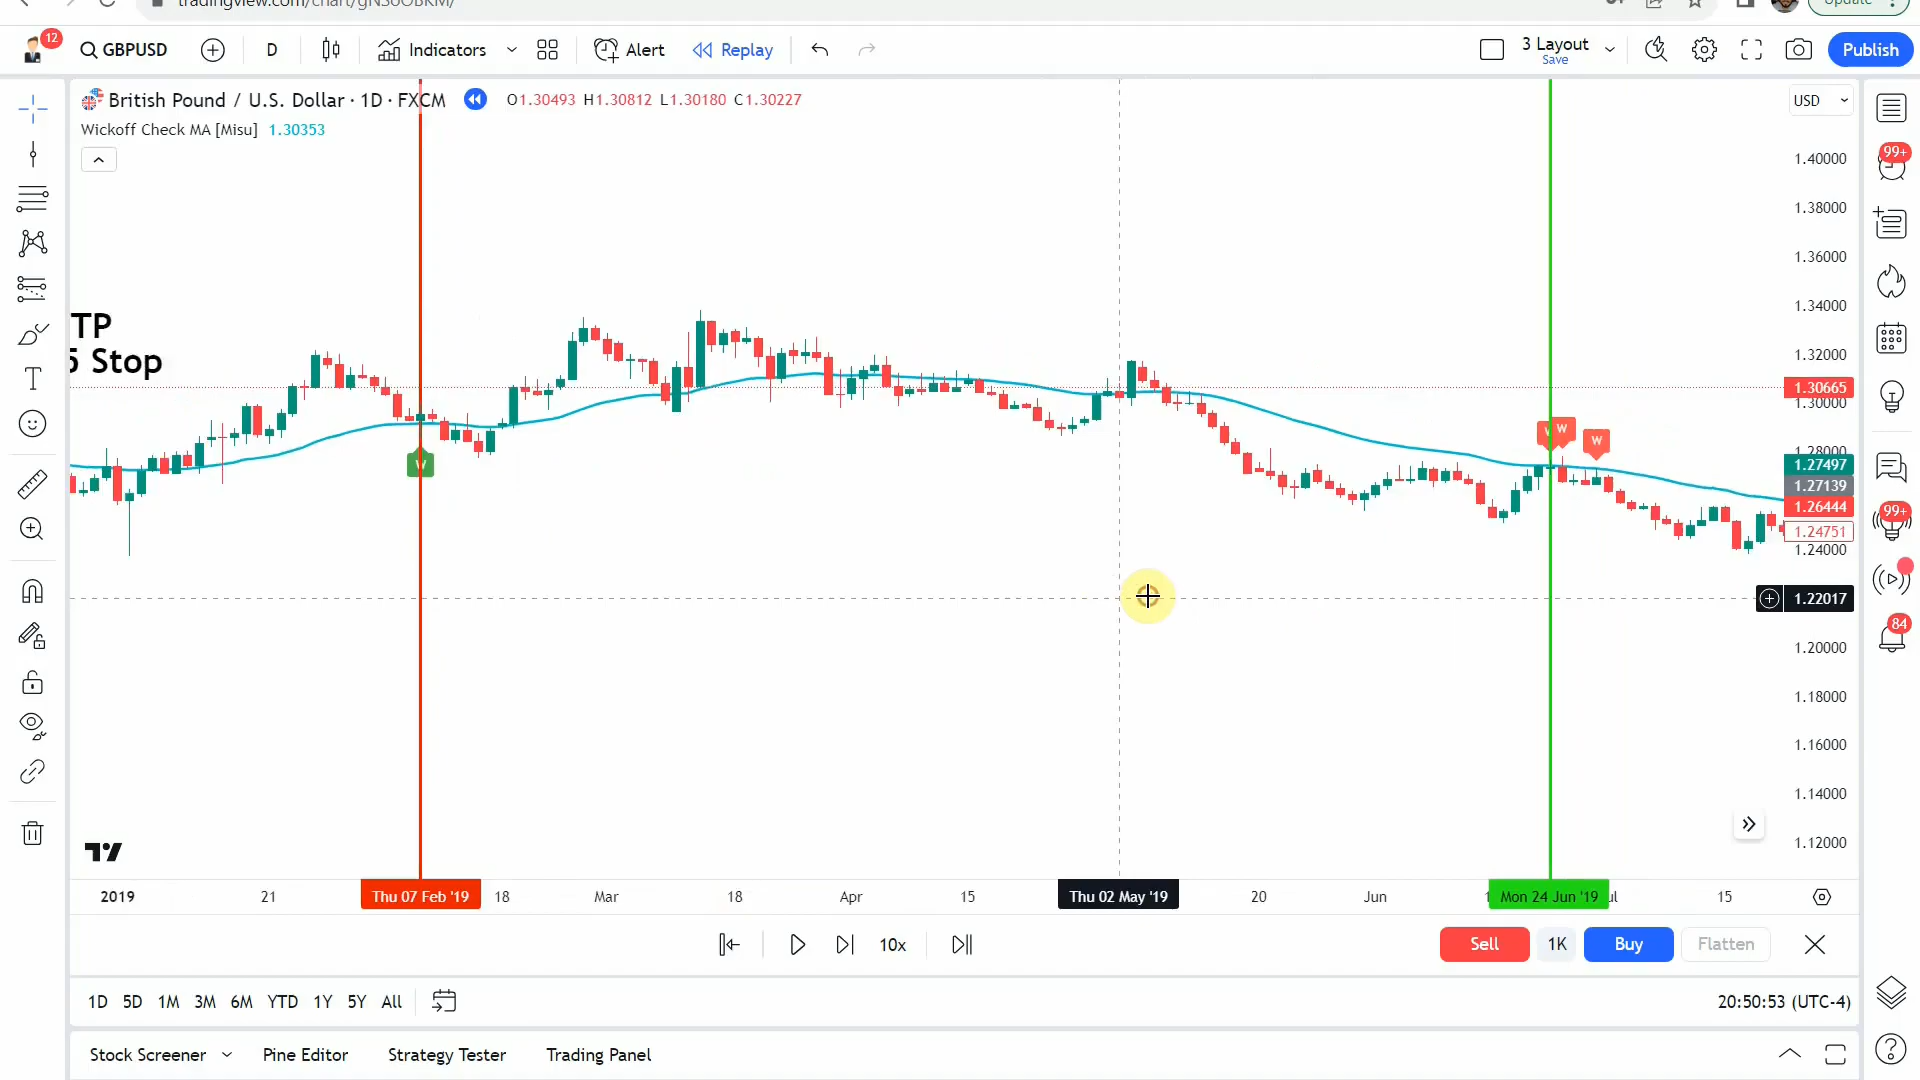 tradingview.com/chart/gNS6OBKM/
Update
12
GBPUSD
D
Indicators
Alert
Replay
3 Layout
Save
Publish
British Pound / U.S. Dollar · 1D · FXCM
O1.30493 H1.30812 L1.30180 C1.30227
USD
Wickoff Check MA [Misu] 1.30353
TP
5 Stop
W
W
W
1.40000
1.38000
1.36000
1.34000
1.32000
1.30665
1.30000
1.28000
1.27497
1.27139
1.26444
1.24751
1.24000
1.22017
1.20000
1.18000
1.16000
1.14000
1.12000
99+
99+
84
2019
21
Thu 07 Feb '19
18
Mar
18
Apr
15
Thu 02 May '19
20
Jun
Mon 24 Jun '19
15
10x
Sell
1K
Buy
Flatten
1D 5D 1M 3M 6M YTD 1Y 5Y All
20:50:53 (UTC-4)
Stock Screener
Pine Editor
Strategy Tester
Trading Panel